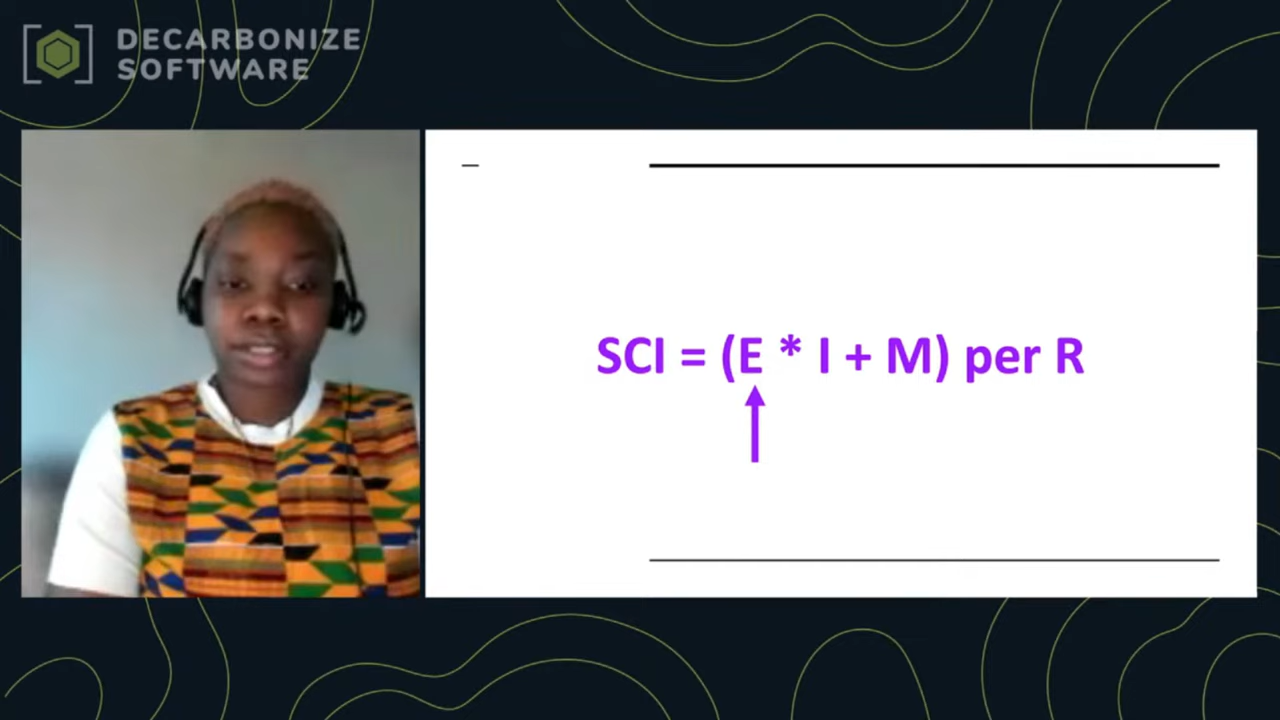 DECARBONIZE
SOFTWARE
SCI = (E * I + M) per R